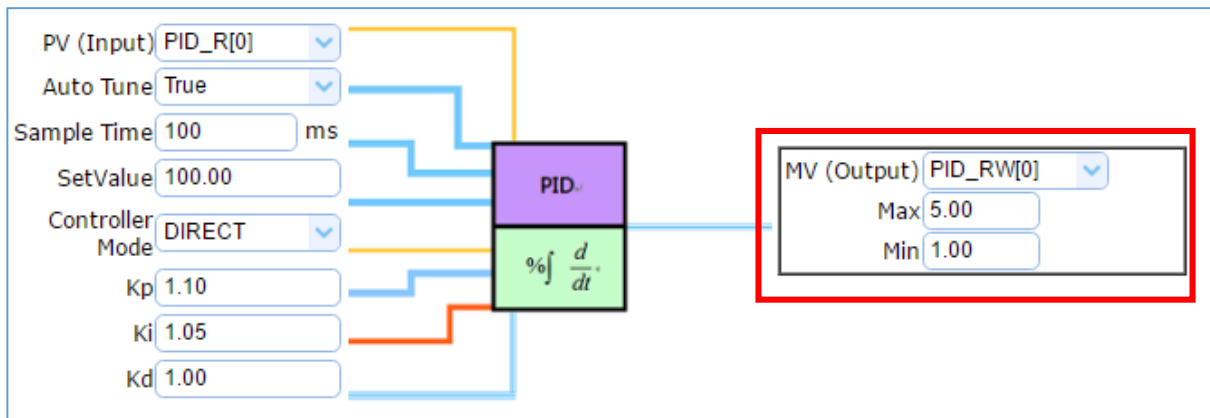 PV (Input) PID_R[0]
Auto Tune True
Sample Time 100 ms
SetValue 100.00
Controller
Mode DIRECT
Kp 1.10
Ki 1.05
Kd 1.00
PID
%∫ d/dt
MV (Output) PID_RW[0]
Max 5.00
Min 1.00